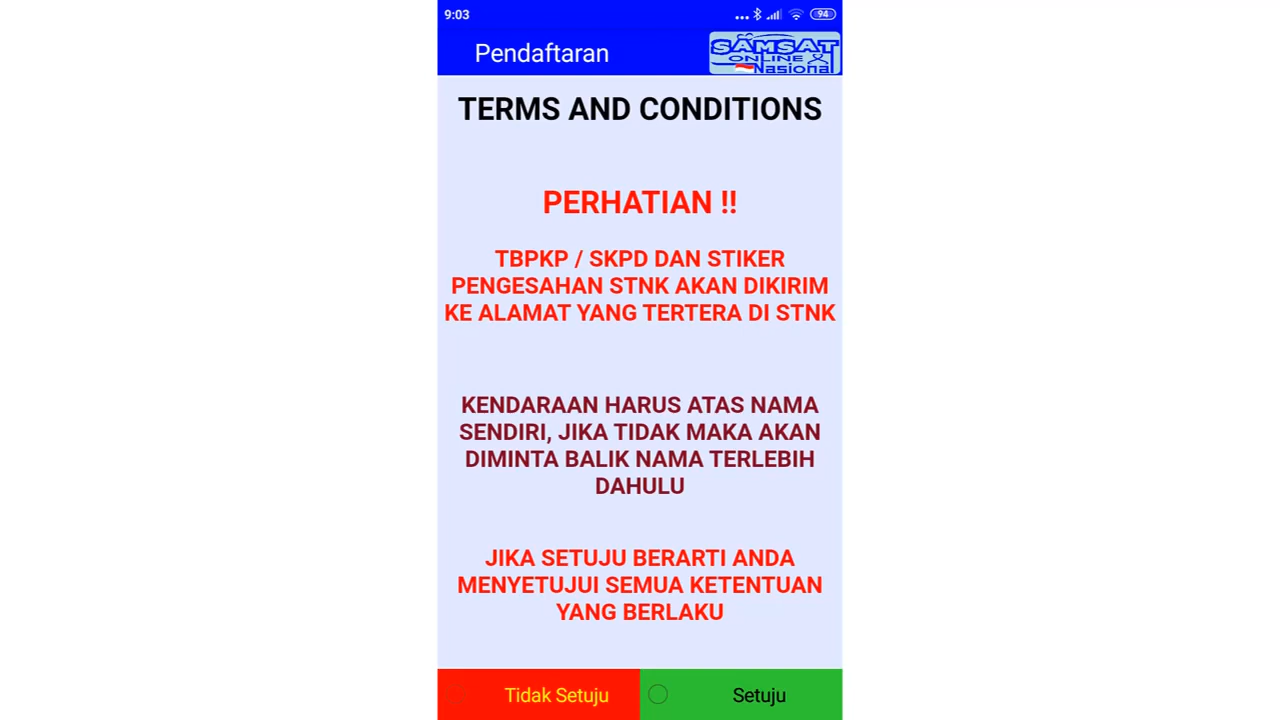 9:03
94
Pendaftaran
SAMSAT
ONLINE
Nasional
TERMS AND CONDITIONS
PERHATIAN !!
TBPKP / SKPD DAN STIKER
PENGESAHAN STNK AKAN DIKIRIM
KE ALAMAT YANG TERTERA DI STNK
KENDARAAN HARUS ATAS NAMA
SENDIRI, JIKA TIDAK MAKA AKAN
DIMINTA BALIK NAMA TERLEBIH
DAHULU
JIKA SETUJU BERARTI ANDA
MENYETUJUI SEMUA KETENTUAN
YANG BERLAKU
Tidak Setuju
Setuju